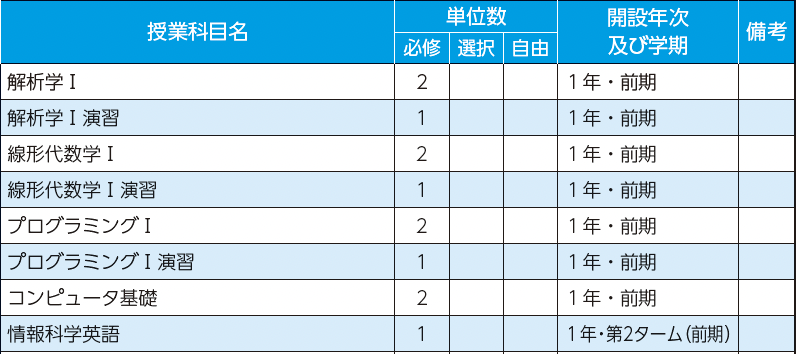 授業科目名 単位数 開設年次及び学期 備考
必修 選択 自由
解析学Ⅰ 2 1年・前期
解析学Ⅰ演習 1 1年・前期
線形代数学Ⅰ 2 1年・前期
線形代数学Ⅰ演習 1 1年・前期
プログラミングⅠ 2 1年・前期
プログラミングⅠ演習 1 1年・前期
コンピュータ基礎 2 1年・前期
情報科学英語 1 1年・第2ターム(前期)